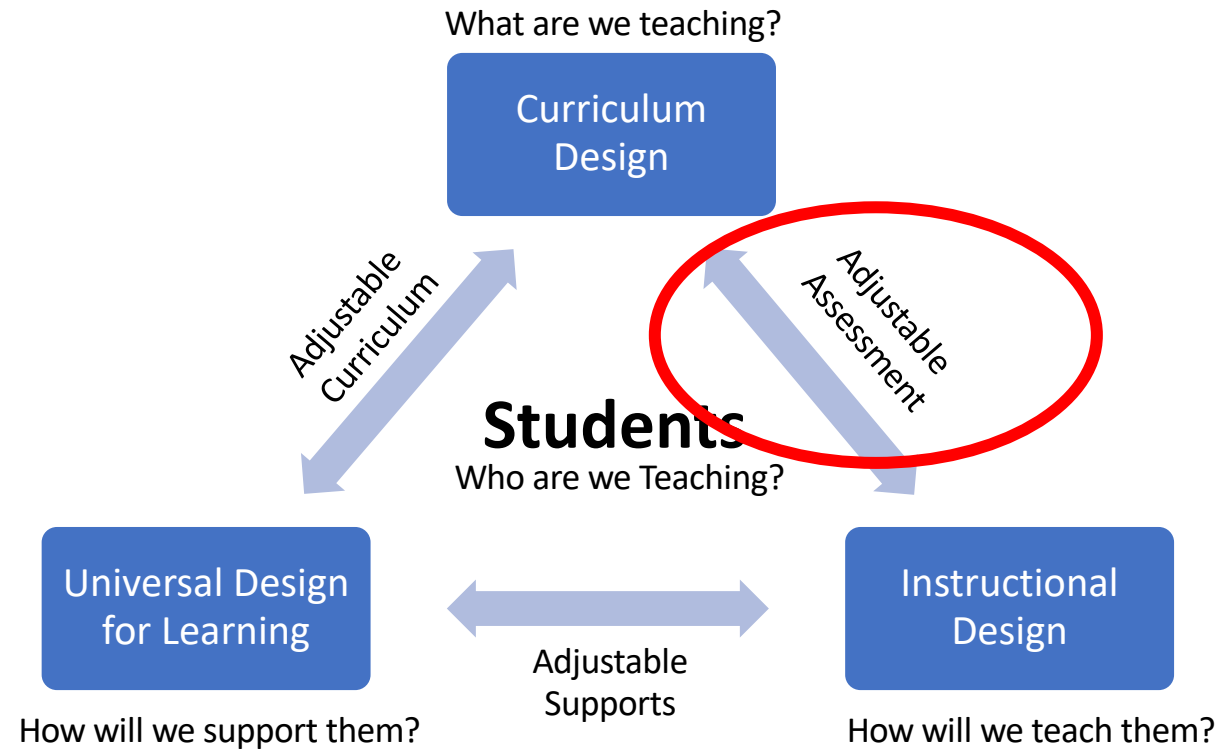 What are we teaching?
Curriculum
Design
Adjustable
Curriculum
Adjustable
Assessment
Students
Who are we Teaching?
Universal Design
for Learning
Instructional
Design
Adjustable
Supports
How will we support them?
How will we teach them?